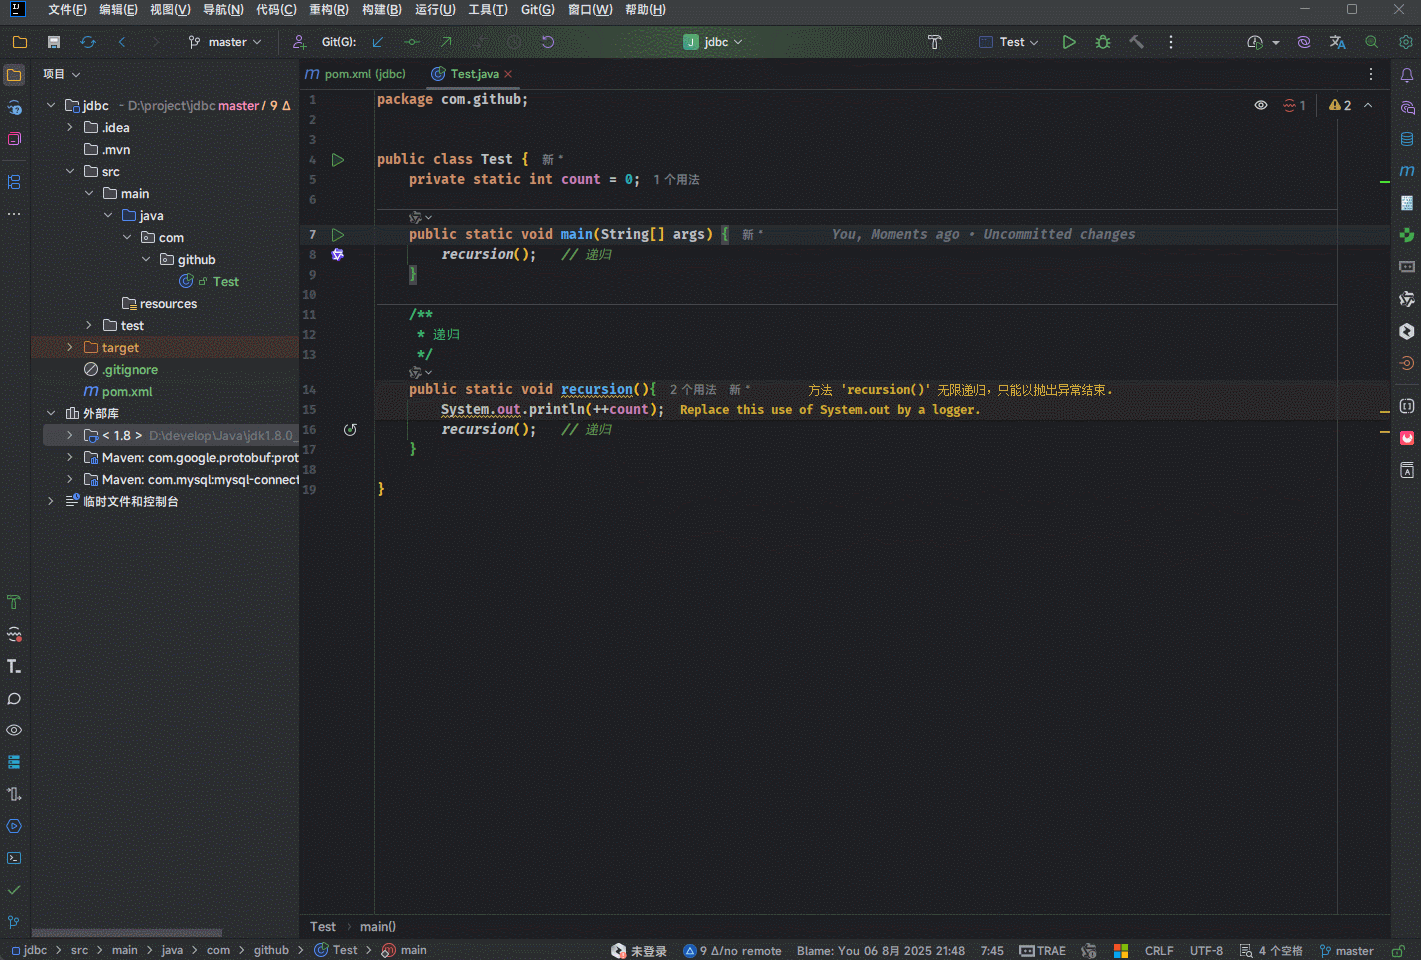 文件(F) 编辑(E) 视图(V) 导航(N) 代码(C) 重构(R) 构建(B) 运行(U) 工具(T) Git(G) 窗口(W) 帮助(H)
master Git(G): J jdbc Test
项目
m pom.xml (jdbc) Test.java
jdbc - D:\project\jdbc master / 9 Δ
.idea
.mvn
src
main
java
com
github
Test
resources
test
target
.gitignore
m pom.xml
外部库
< 1.8 > D:\develop\Java\jdk1.8.0_
Maven: com.google.protobuf:prot
Maven: com.mysql:mysql-connect
临时文件和控制台
1 package com.github;
1 2
2
3
4 public class Test { 新 *
5 private static int count = 0; 1 个用法
6
7 public static void main(String[] args) { 新 * You, Moments ago • Uncommitted changes
8 recursion(); // 递归
9 }
10
11 /**
12 * 递归
13 */
14 public static void recursion(){ 2 个用法 新 * 方法 'recursion()' 无限递归，只能以抛出异常结束.
15 System.out.println(++count); Replace this use of System.out by a logger.
16 recursion(); // 递归
17 }
18
19 }
Test › main()
jdbc > src > main > java > com > github > Test > main
未登录 9 Δ/no remote Blame: You 06 8月 2025 21:48 7:45 TRAE CRLF UTF-8 4 个空格 master